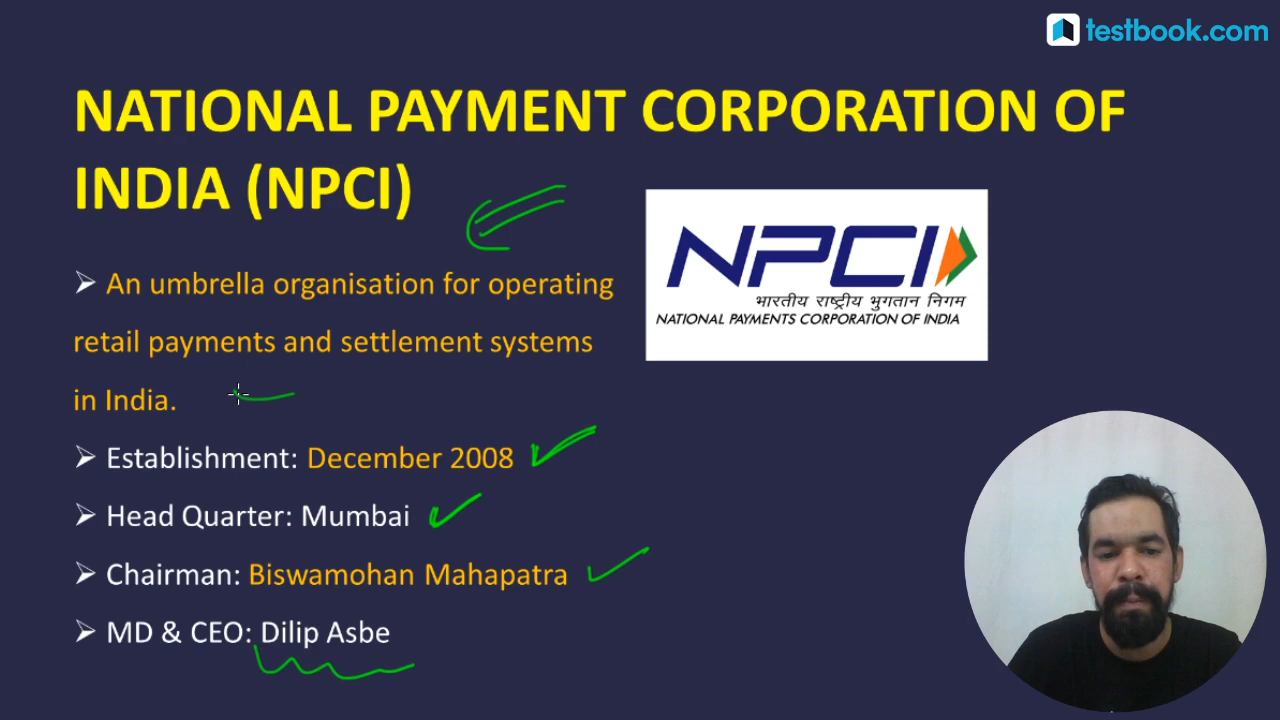 testbook.com
NATIONAL PAYMENT CORPORATION OF
INDIA (NPCI)
NPCI
भारतीय राष्ट्रीय भुगतान निगम
NATIONAL PAYMENTS CORPORATION OF INDIA
An umbrella organisation for operating
retail payments and settlement systems
in India.
Establishment: December 2008
Head Quarter: Mumbai
Chairman: Biswamohan Mahapatra
MD & CEO: Dilip Asbe